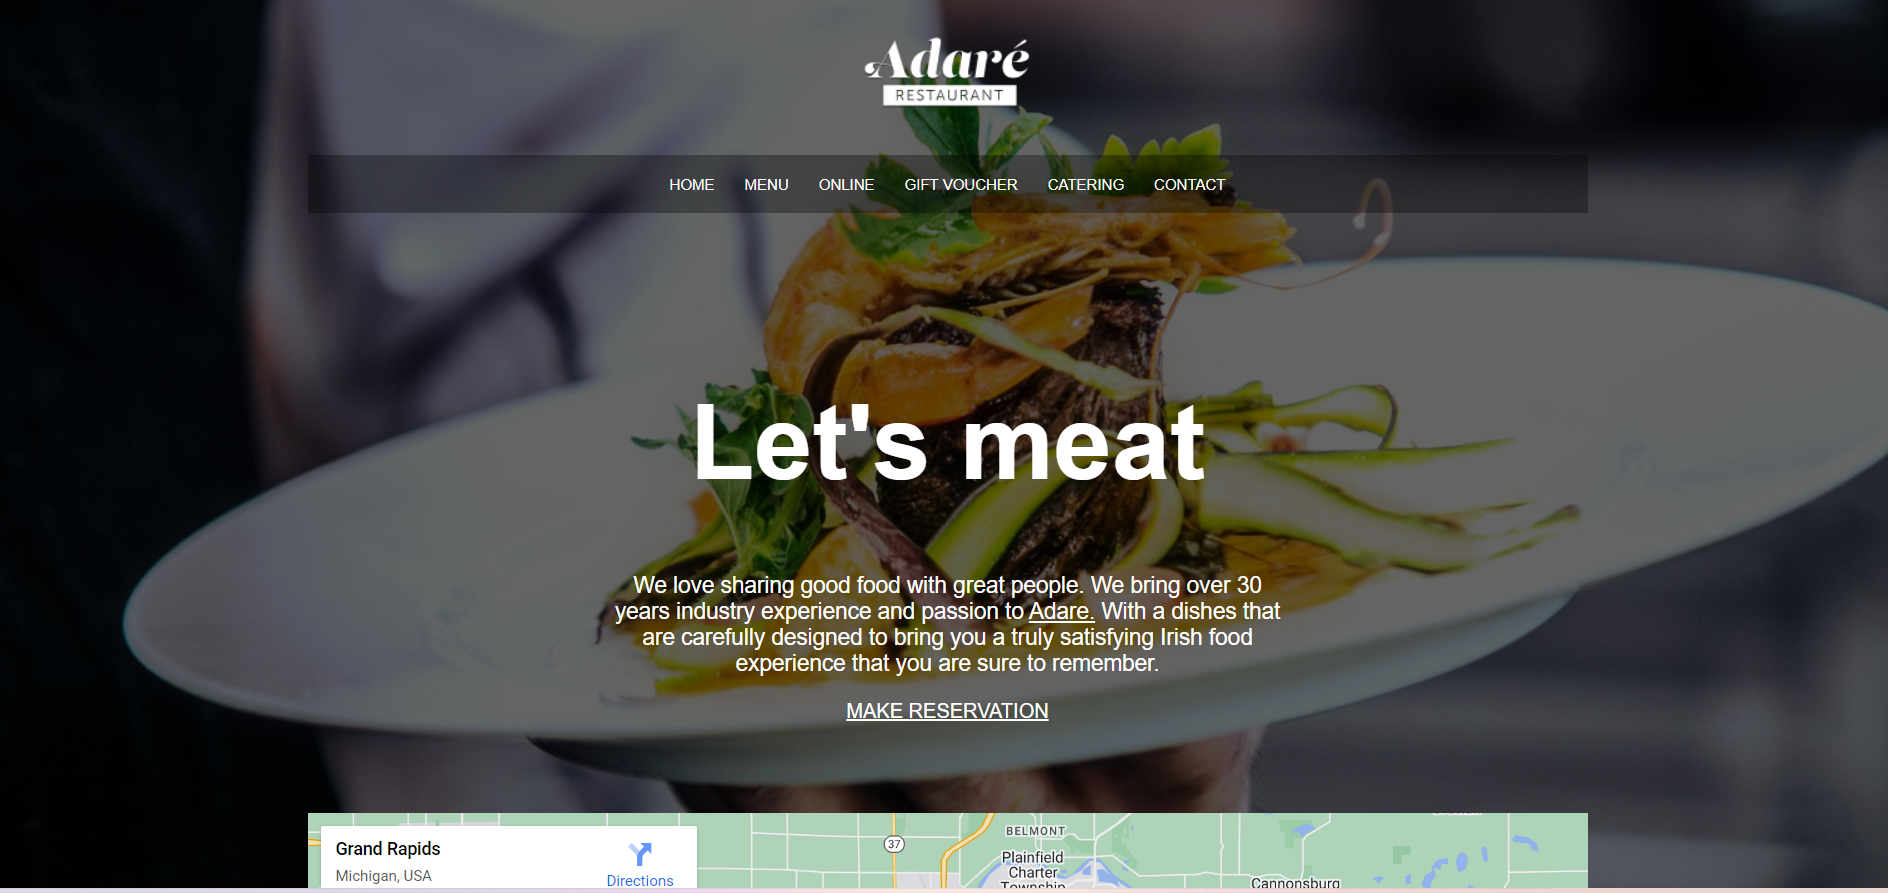 Adaré
RESTAURANT
HOME MENU ONLINE GIFT VOUCHER CATERING CONTACT
Let's meat
We love sharing good food with great people. We bring over 30
years industry experience and passion to Adare. With a dishes that
are carefully designed to bring you a truly satisfying Irish food
experience that you are sure to remember.
MAKE RESERVATION
Grand Rapids
Michigan, USA
Directions
37
BELMONT
Plainfield
Charter
Township
Cannonsburg